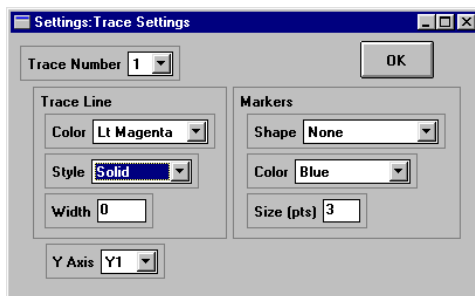 Settings:Trace Settings
Trace Number 1
OK
Trace Line
Color Lt Magenta
Style Solid
Width 0
Markers
Shape None
Color Blue
Size (pts) 3
Y Axis Y1